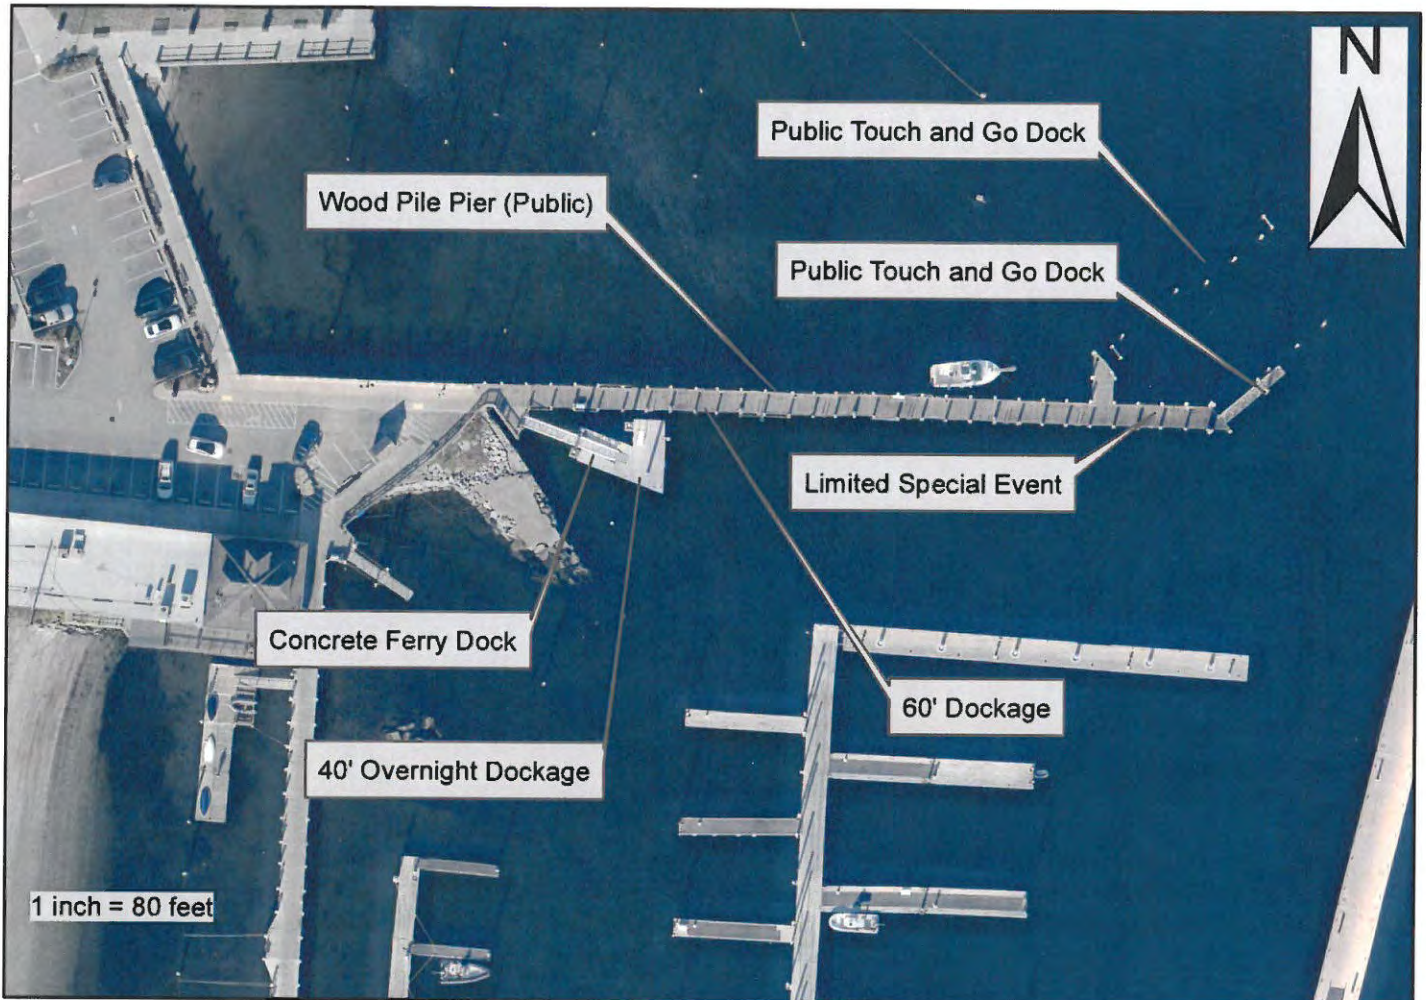 N
Public Touch and Go Dock
Wood Pile Pier (Public)
Public Touch and Go Dock
Limited Special Event
Concrete Ferry Dock
60' Dockage
40' Overnight Dockage
1 inch = 80 feet